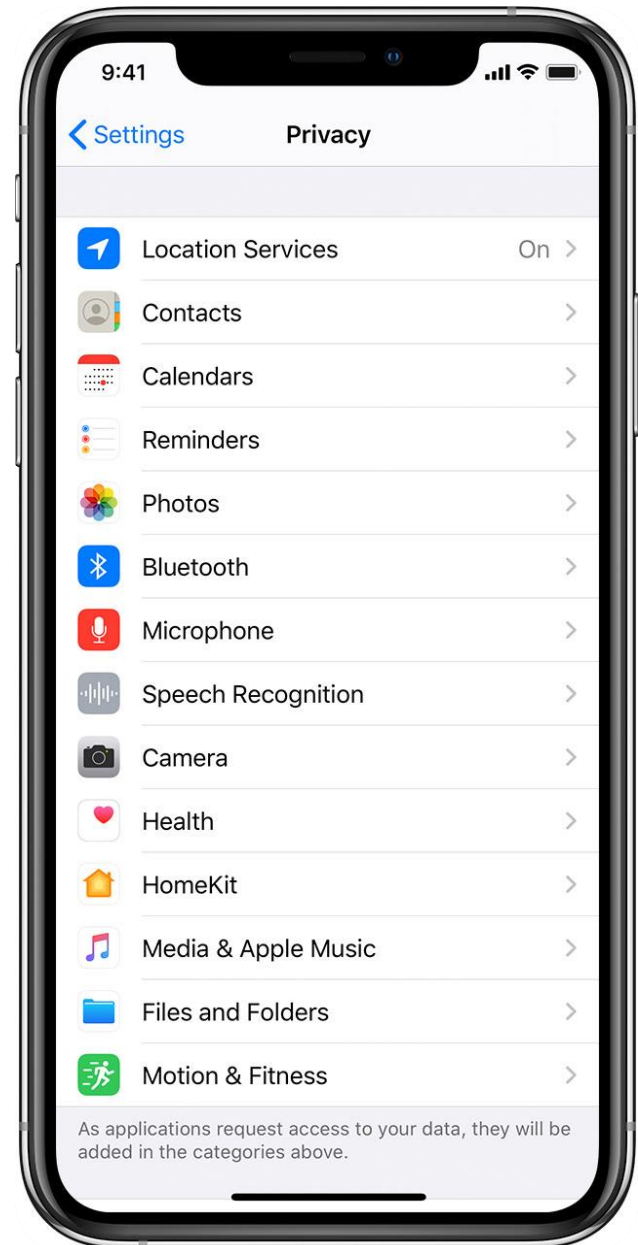 9:41
Settings
Privacy
Location Services On
Contacts
Calendars
Reminders
Photos
Bluetooth
Microphone
Speech Recognition
Camera
Health
HomeKit
Media & Apple Music
Files and Folders
Motion & Fitness
As applications request access to your data, they will be
added in the categories above.